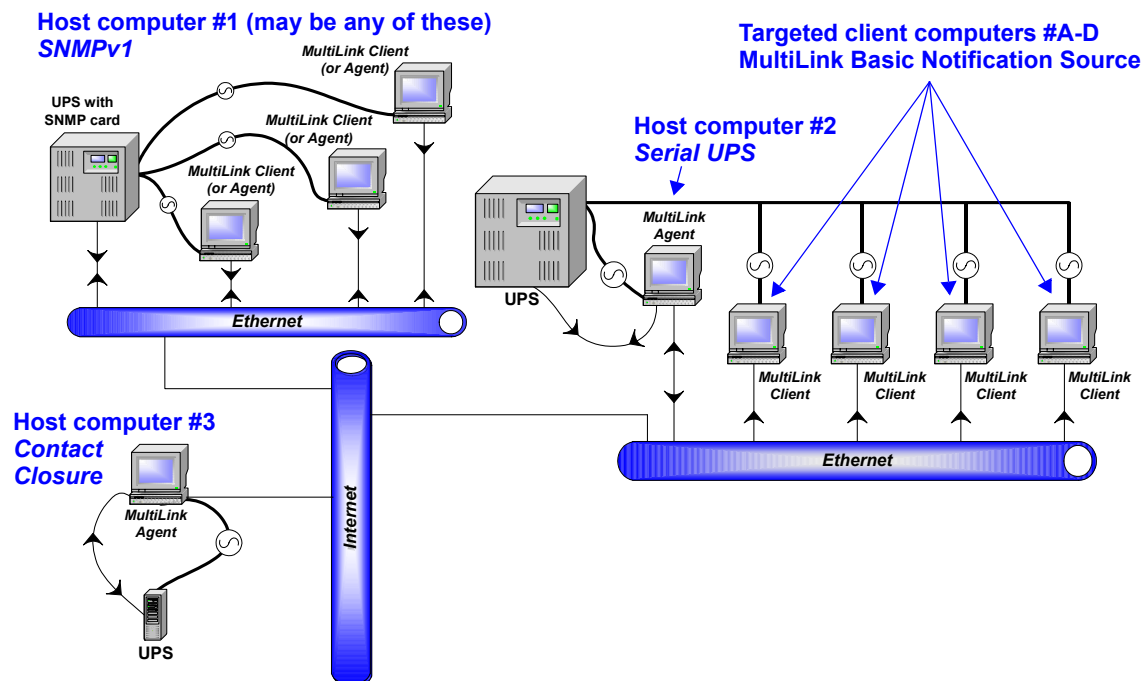 Host computer #1 (may be any of these)
SNMPv1
MultiLink Client
(or Agent)
UPS with
SNMP card
MultiLink Client
(or Agent)
MultiLink Client
(or Agent)
Ethernet
Targeted client computers #A-D
MultiLink Basic Notification Source
Host computer #2
Serial UPS
MultiLink
Agent
UPS
MultiLink
Client
MultiLink
Client
MultiLink
Client
MultiLink
Client
Ethernet
Host computer #3
Contact
Closure
MultiLink
Agent
UPS
Internet